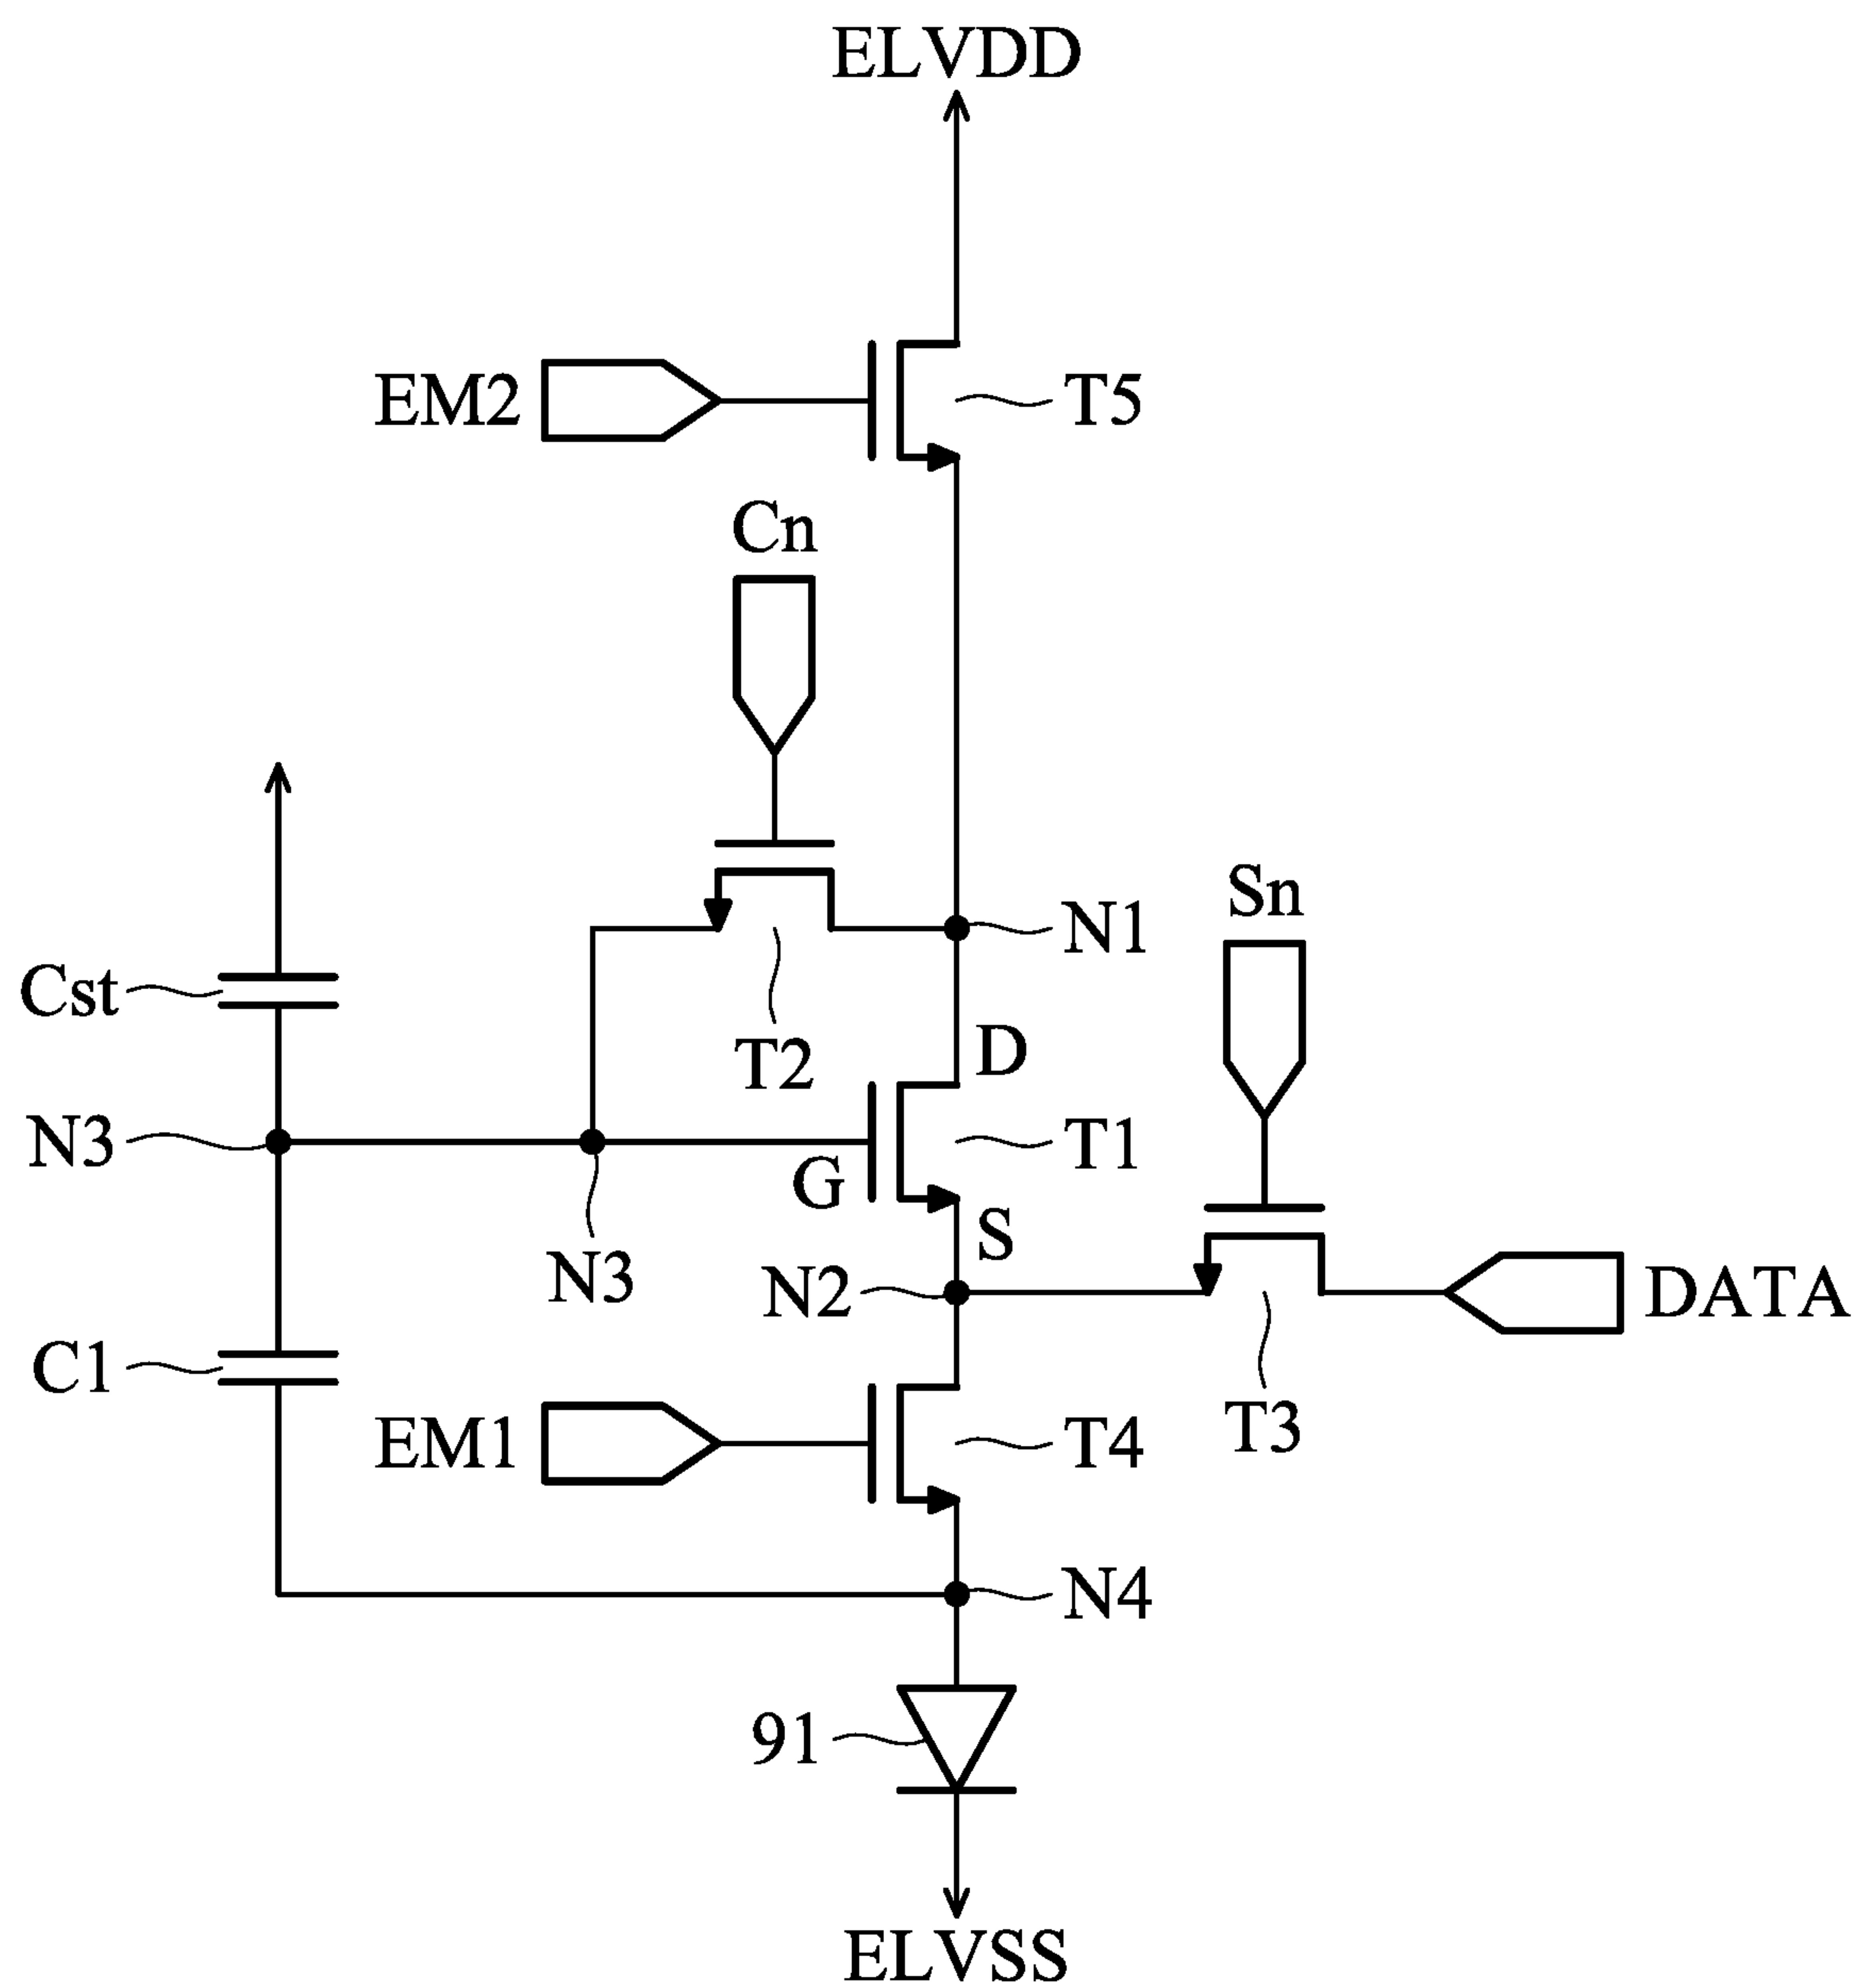 ELVDD
EM2
T5
Cn
Sn
N1
Cst
T2
D
N3
T1
G
S
N3
N2
DATA
C1
EM1
T4
T3
N4
91
ELVSS